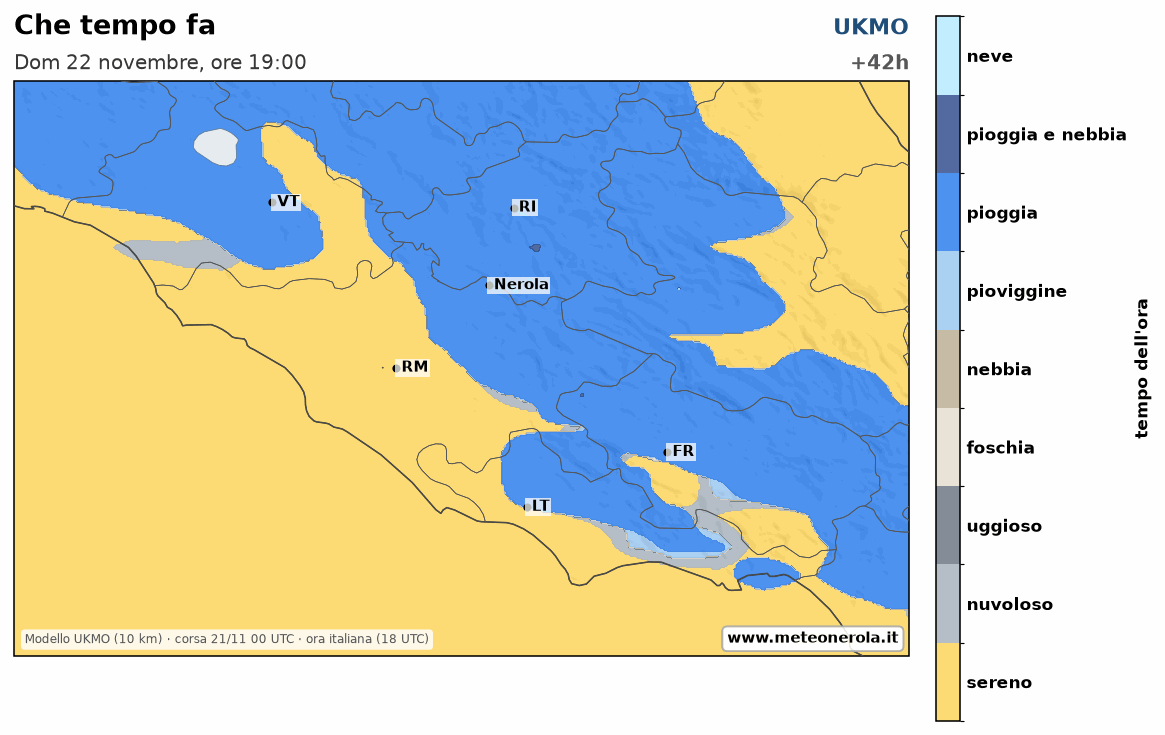 Che tempo fa
UKMO
Dom 22 novembre, ore 19:00
+42h
VT
RI
Nerola
RM
FR
LT
Modello UKMO (10 km) · corsa 21/11 00 UTC · ora italiana (18 UTC)
www.meteonerola.it
neve
pioggia e nebbia
pioggia
pioviggine
nebbia
foschia
uggioso
nuvoloso
sereno
tempo dell'ora